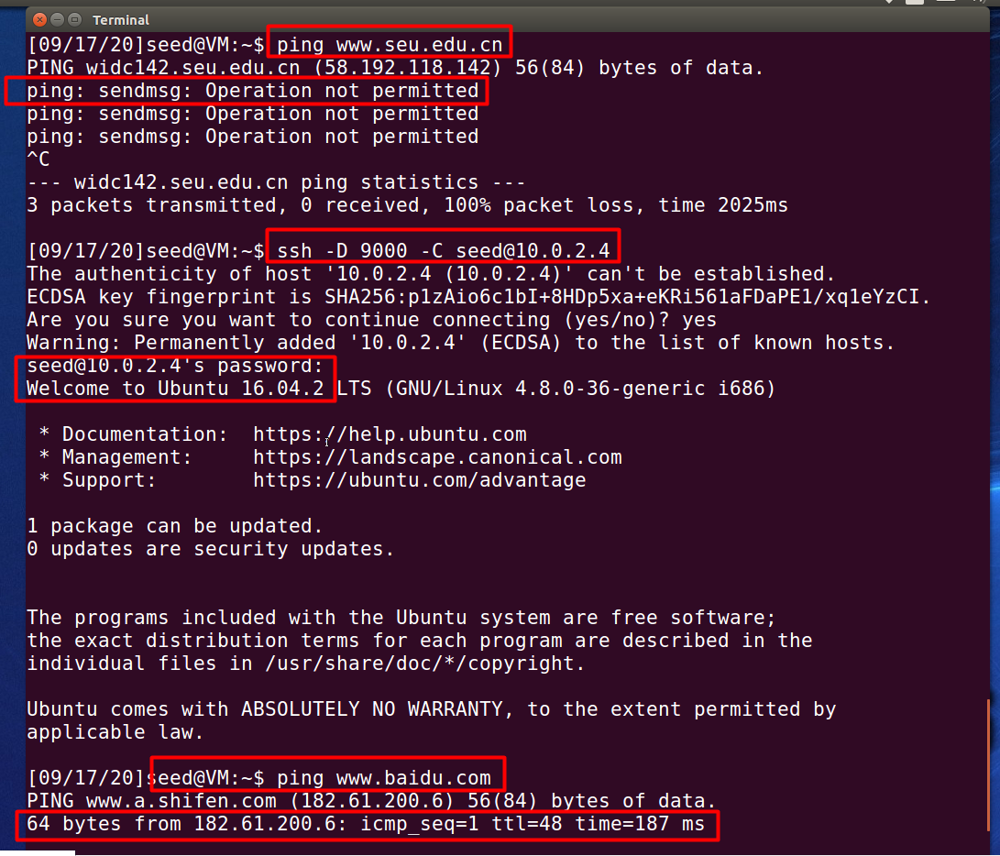 Terminal
[09/17/20]seed@VM:~$ ping www.seu.edu.cn
PING widc142.seu.edu.cn (58.192.118.142) 56(84) bytes of data.
ping: sendmsg: Operation not permitted
ping: sendmsg: Operation not permitted
ping: sendmsg: Operation not permitted
^C
--- widc142.seu.edu.cn ping statistics ---
3 packets transmitted, 0 received, 100% packet loss, time 2025ms
[09/17/20]seed@VM:~$ ssh -D 9000 -C seed@10.0.2.4
The authenticity of host '10.0.2.4 (10.0.2.4)' can't be established.
ECDSA key fingerprint is SHA256:p1zAio6c1bI+8HDp5xa+eKRi561aFDaPE1/xq1eYzCI.
Are you sure you want to continue connecting (yes/no)? yes
Warning: Permanently added '10.0.2.4' (ECDSA) to the list of known hosts.
seed@10.0.2.4's password:
Welcome to Ubuntu 16.04.2 LTS (GNU/Linux 4.8.0-36-generic i686)
* Documentation:  https://help.ubuntu.com
* Management:     https://landscape.canonical.com
* Support:        https://ubuntu.com/advantage
1 package can be updated.
0 updates are security updates.
The programs included with the Ubuntu system are free software;
the exact distribution terms for each program are described in the
individual files in /usr/share/doc/*/copyright.
Ubuntu comes with ABSOLUTELY NO WARRANTY, to the extent permitted by
applicable law.
[09/17/20]seed@VM:~$ ping www.baidu.com
PING www.a.shifen.com (182.61.200.6) 56(84) bytes of data.
64 bytes from 182.61.200.6: icmp_seq=1 ttl=48 time=187 ms